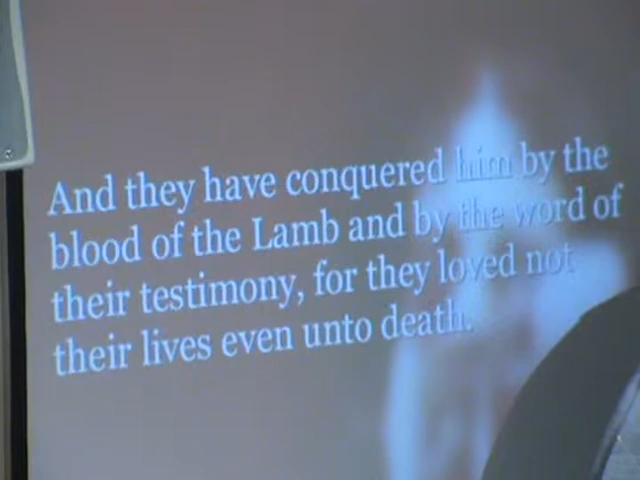 And they have conquered him by the
blood of the Lamb and by the word of
their testimony, for they loved not
their lives even unto death.